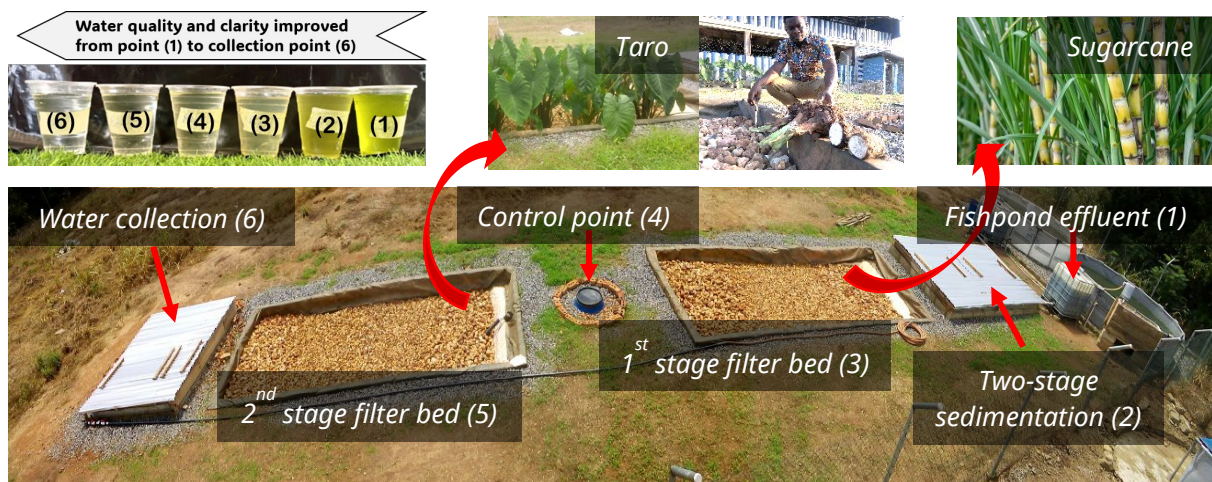 Water quality and clarity improved
from point (1) to collection point (6)
(6) (5) (4) (3) (2) (1)
Taro
Sugarcane
Water collection (6)
Control point (4)
Fishpond effluent (1)
1st stage filter bed (3)
2nd stage filter bed (5)
Two-stage
sedimentation (2)